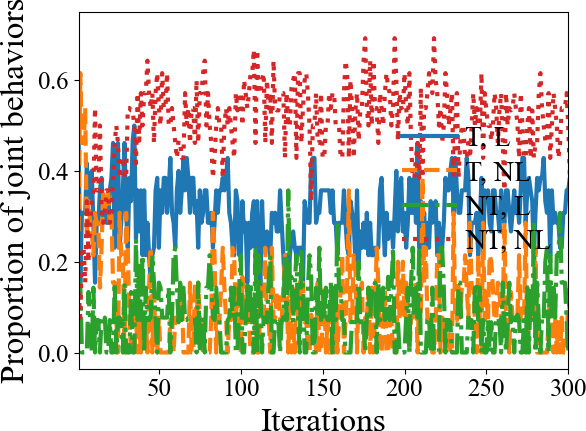 Proportion of joint behaviors
0.6
0.4
0.2
0.0
T, L
T, NL
NT, L
NT, NL
50
100
150
200
250
300
Iterations